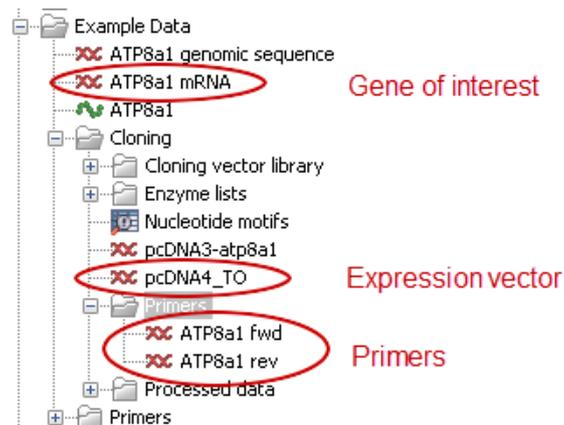 Example Data
ATP8a1 genomic sequence
ATP8a1 mRNA
Gene of interest
ATP8a1
Cloning
Cloning vector library
Enzyme lists
Nucleotide motifs
pcDNA3-atp8a1
pcDNA4_TO
Expression vector
Primers
ATP8a1 fwd
ATP8a1 rev
Primers
Processed data
Primers